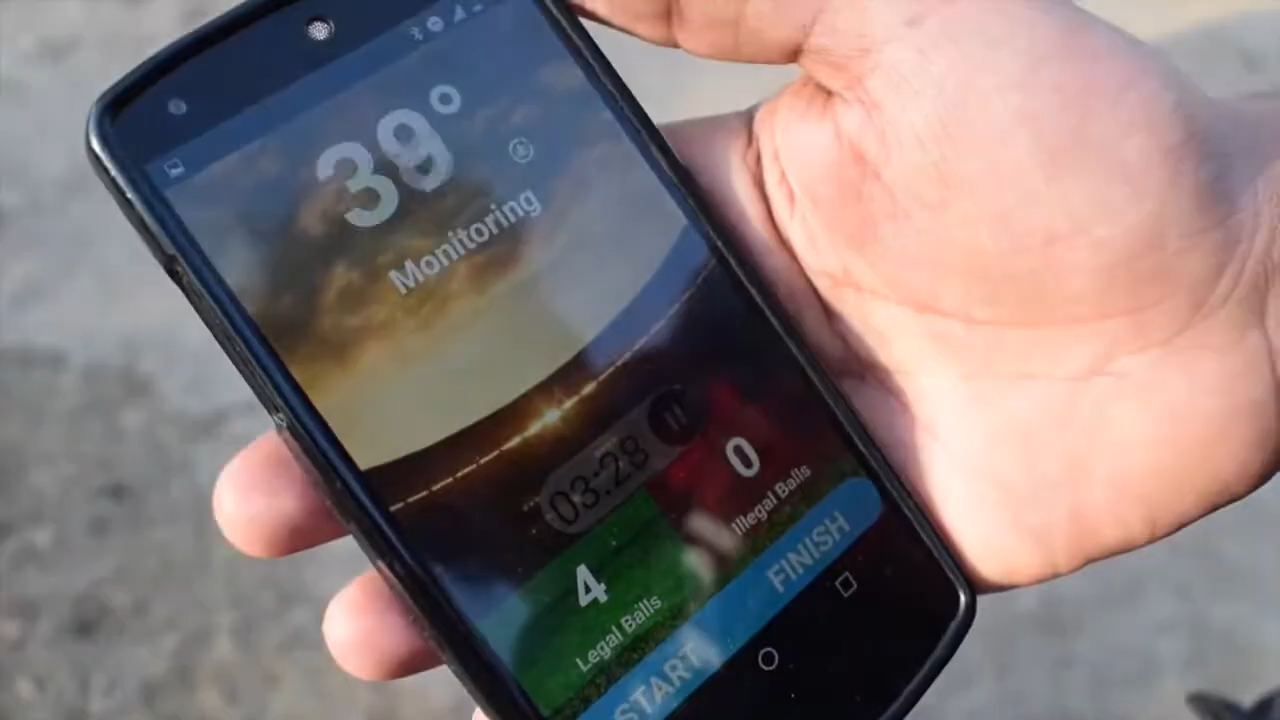 39°
Monitoring
03:28
0
Illegal Balls
4
Legal Balls
FINISH
START